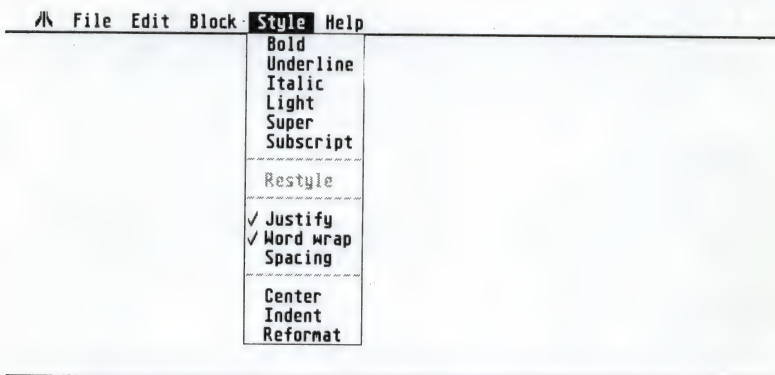 File Edit Block Style Help
Bold
Underline
Italic
Light
Super
Subscript
Restyle
✓ Justify
✓ Word wrap
Spacing
Center
Indent
Reformat